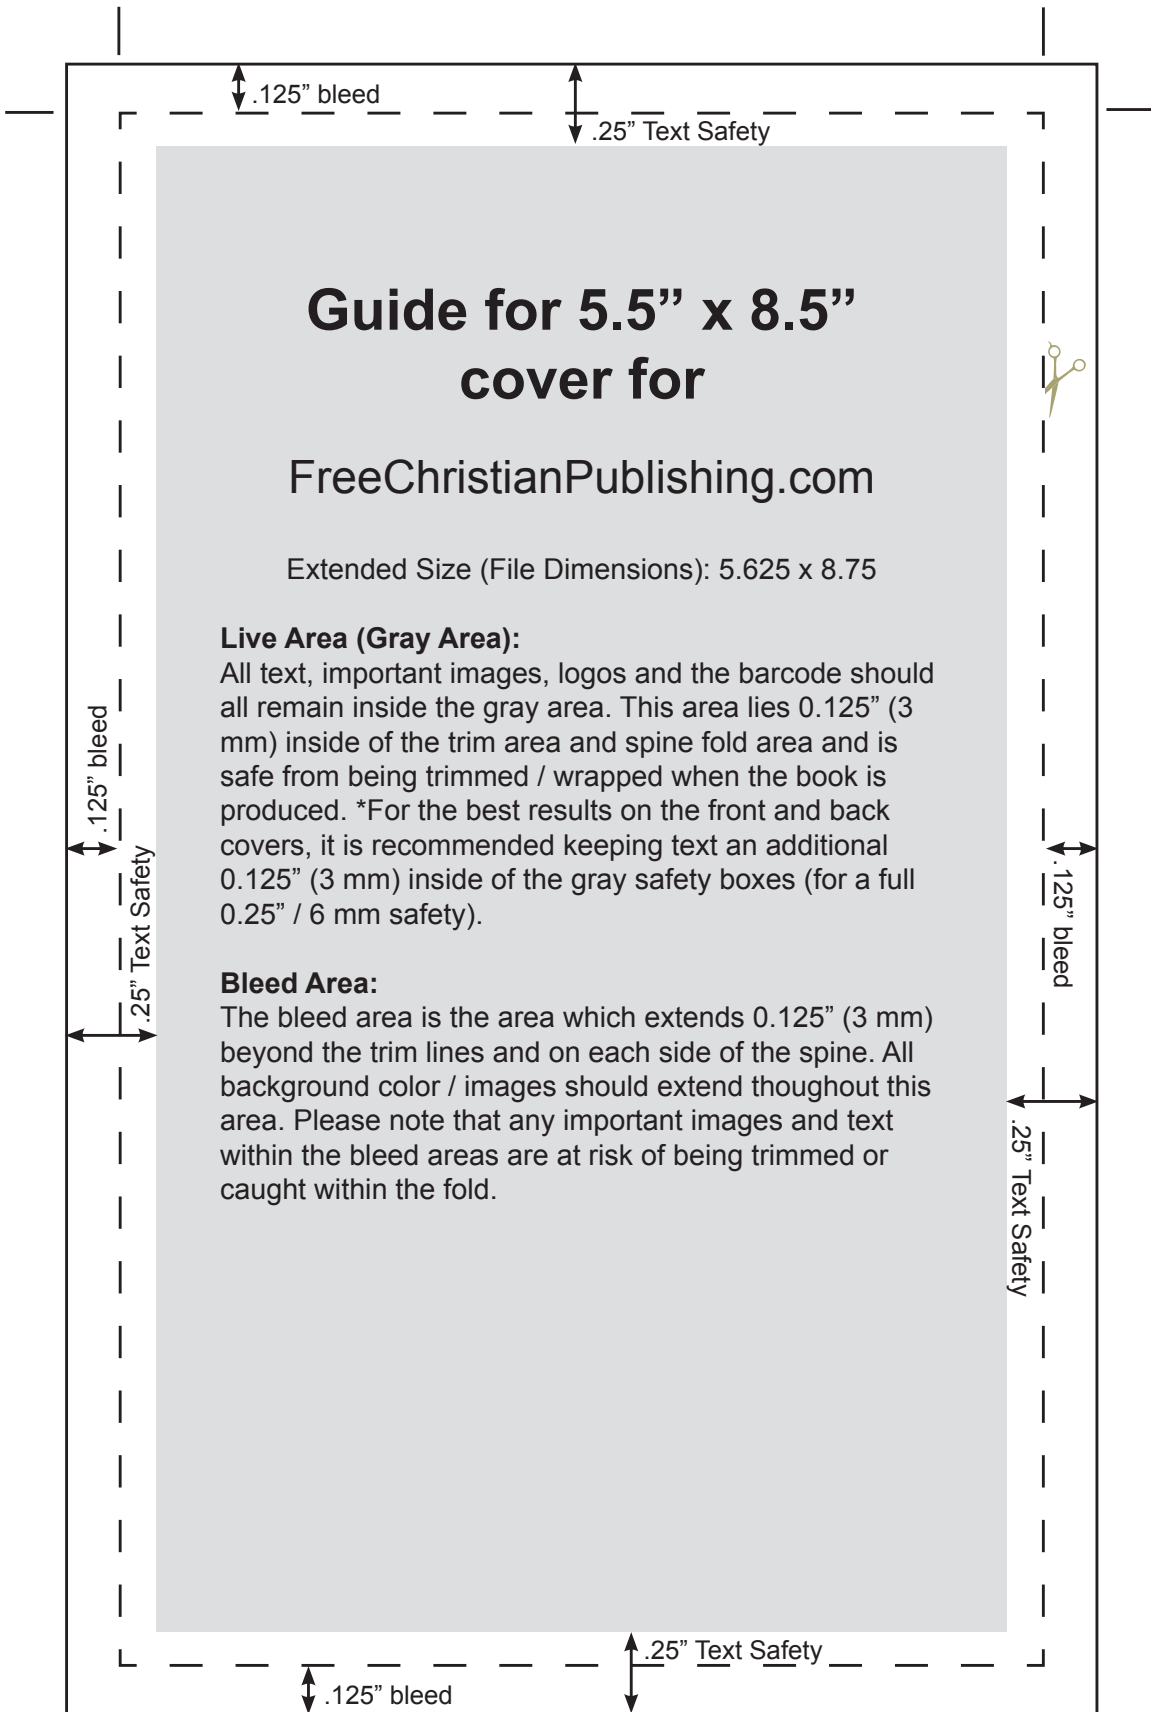 .125” bleed
.25” Text Safety
Guide for 5.5” x 8.5”
cover for
FreeChristianPublishing.com
Extended Size (File Dimensions): 5.625 x 8.75
Live Area (Gray Area):
All text, important images, logos and the barcode should
all remain inside the gray area. This area lies 0.125” (3
mm) inside of the trim area and spine fold area and is
safe from being trimmed / wrapped when the book is
produced. *For the best results on the front and back
covers, it is recommended keeping text an additional
0.125” (3 mm) inside of the gray safety boxes (for a full
0.25” / 6 mm safety).
Bleed Area:
The bleed area is the area which extends 0.125” (3 mm)
beyond the trim lines and on each side of the spine. All
background color / images should extend thoughout this
area. Please note that any important images and text
within the bleed areas are at risk of being trimmed or
caught within the fold.
.125” bleed
.25” Text Safety
.125” bleed
.25” Text Safety
.25” Text Safety
.125” bleed